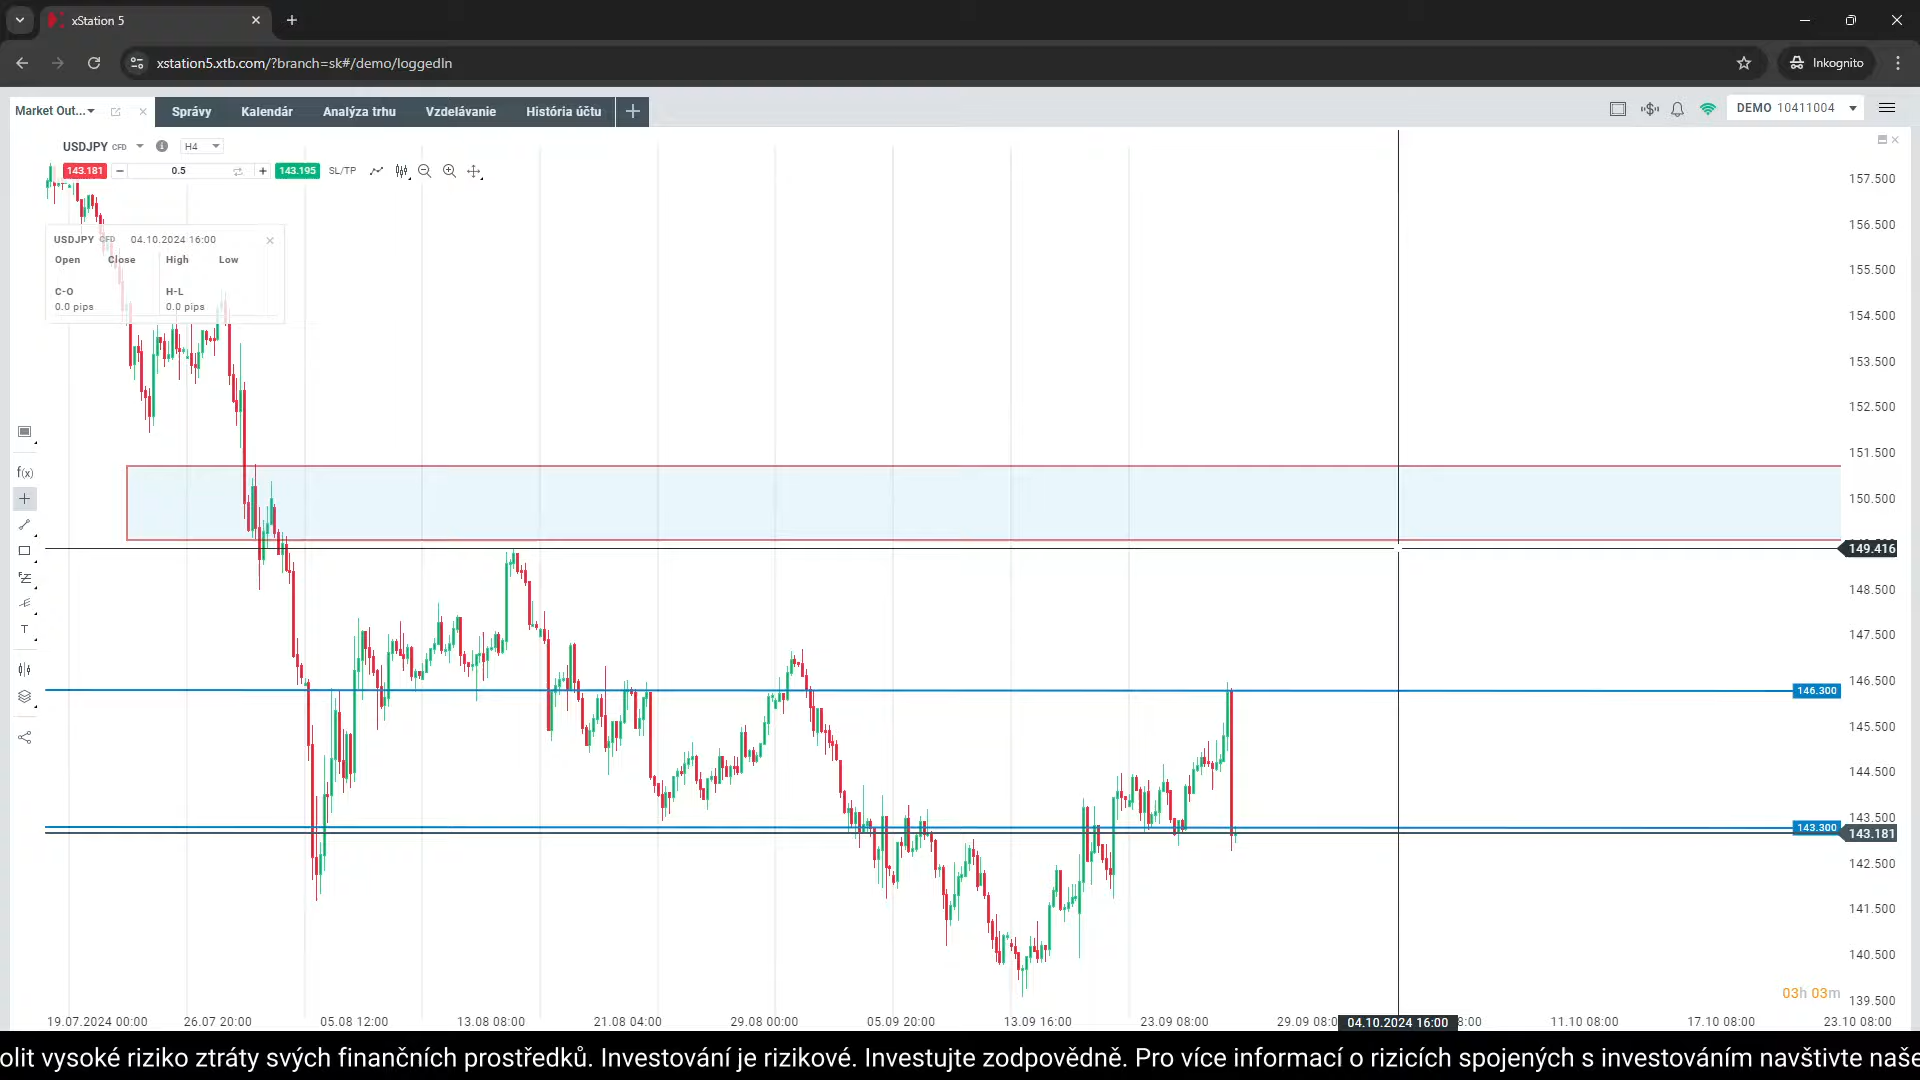 xStation 5
xstation5.xtb.com/?branch=sk#/demo/loggedIn
Inkognito
Market Out...
Správy
Kalendár
Analýza trhu
Vzdelávanie
História účtu
DEMO 10411004
USDJPY CFD
H4
143.181
0.5
143.195
SL/TP
USDJPY CFD 04.10.2024 16:00
Open Close High Low
C-O H-L
0.0 pips 0.0 pips
f(x)
T
157.500
156.500
155.500
154.500
153.500
152.500
151.500
150.500
149.416
148.500
147.500
146.500
146.300
145.500
144.500
143.500
143.300
143.181
142.500
141.500
140.500
03h 03m
139.500
19.07.2024 00:00 26.07 20:00 05.08 12:00 13.08 08:00 21.08 04:00 29.08 00:00 05.09 20:00 13.09 16:00 23.09 08:00 29.09 08:0 04.10.2024 16:00 8:00 11.10 08:00 17.10 08:00 23.10 08:00
olit vysoké riziko ztráty svých finančních prostředků. Investování je rizikové. Investujte zodpovědně. Pro více informací o rizicích spojených s investováním navštivte naše